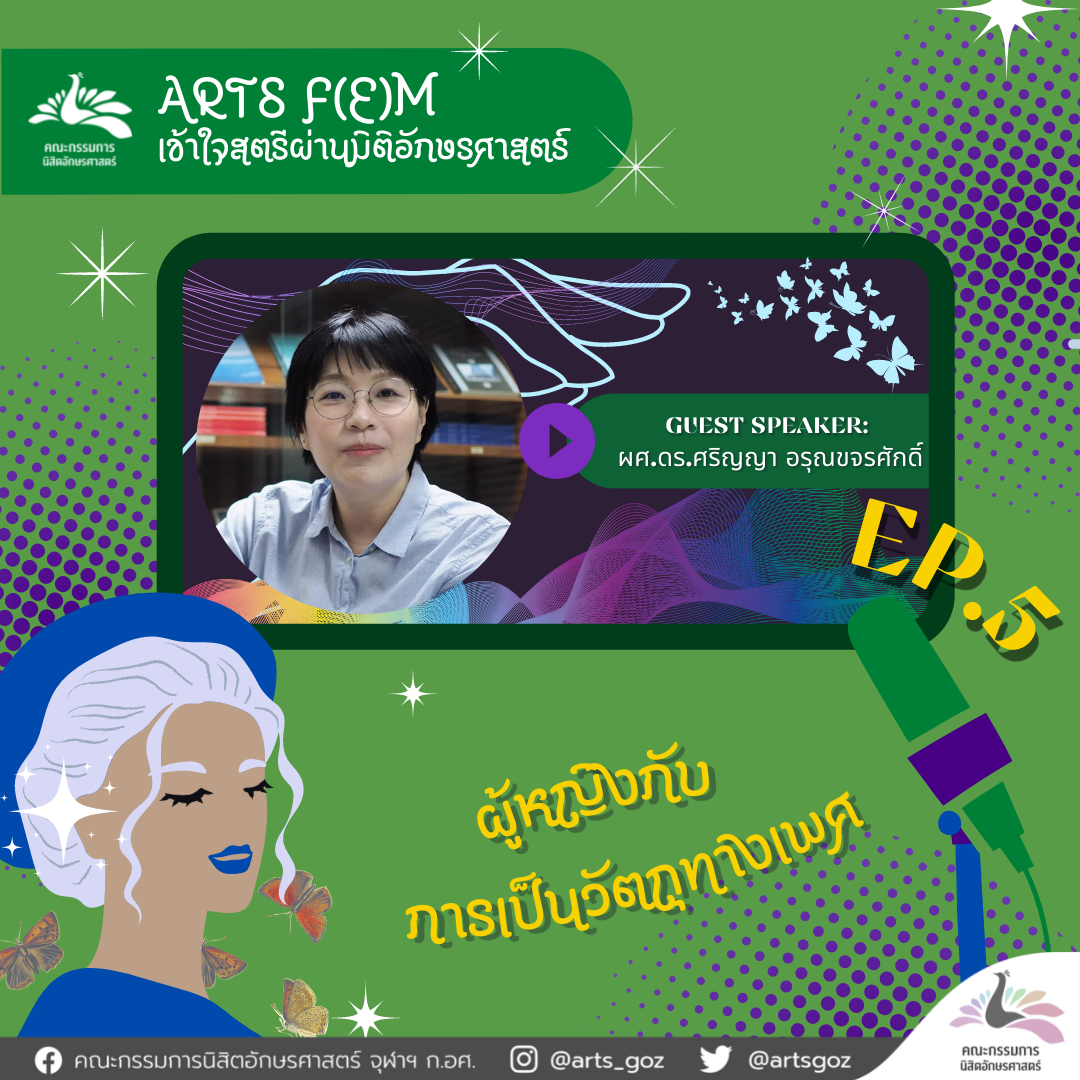 ARTS F(E)M
เข้าใจสตรีผ่านมิติอักษรศาสตร์
คณะกรรมการ
นิสิตอักษรศาสตร์
GUEST SPEAKER:
ผศ.ดร.ศริญญา อรุณขจรศักดิ์
EP.5
ผู้หญิงกับ
การเป็นวัตถุทางเพศ
คณะกรรมการ
นิสิตอักษรศาสตร์
คณะกรรมการนิสิตอักษรศาสตร์ จุฬาฯ ก.อศ.
@arts_goz
@artsgoz